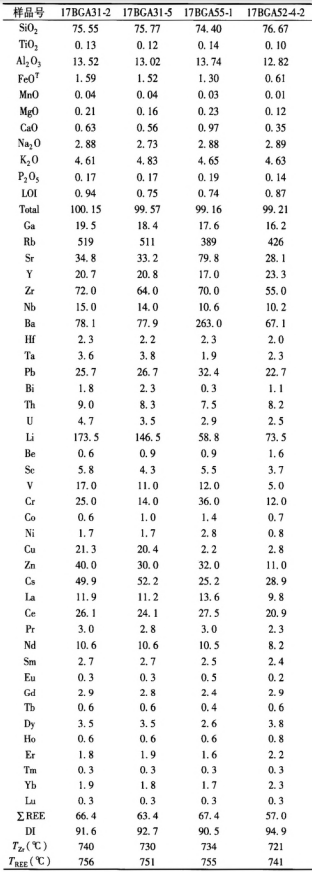 样品号 17BGA31-2 17BGA31-5 17BGA55-1 17BGA52-4-2
SiO₂ 75.55 75.77 74.40 76.67
TiO₂ 0.13 0.12 0.14 0.10
Al₂O₃ 13.52 13.02 13.74 12.82
FeOᵀ 1.59 1.52 1.30 0.61
MnO 0.04 0.04 0.03 0.01
MgO 0.21 0.16 0.23 0.12
CaO 0.63 0.56 0.97 0.35
Na₂O 2.88 2.73 2.88 2.89
K₂O 4.61 4.83 4.65 4.63
P₂O₅ 0.17 0.17 0.19 0.14
LOI 0.94 0.75 0.74 0.87
Total 100.15 99.57 99.16 99.21
Ga 19.5 18.4 17.6 16.2
Rb 519 511 389 426
Sr 34.8 33.2 79.8 28.1
Y 20.7 20.8 17.0 23.3
Zr 72.0 64.0 70.0 55.0
Nb 15.0 14.0 10.6 10.2
Ba 78.1 77.9 263.0 67.1
Hf 2.3 2.2 2.3 2.0
Ta 3.6 3.8 1.9 2.3
Pb 25.7 26.7 32.4 22.7
Bi 1.8 2.3 0.3 1.1
Th 9.0 8.3 7.5 8.2
U 4.7 3.5 2.9 2.5
Li 173.5 146.5 58.8 73.5
Be 0.6 0.9 0.9 1.6
Sc 5.8 4.3 5.5 3.7
V 17.0 11.0 12.0 5.0
Cr 25.0 14.0 36.0 12.0
Co 0.6 1.0 1.4 0.7
Ni 1.7 1.7 2.8 0.8
Cu 21.3 20.4 2.2 2.8
Zn 40.0 30.0 32.0 11.0
Cs 49.9 52.2 25.2 28.9
La 11.9 11.2 13.6 9.8
Ce 26.1 24.1 27.5 20.9
Pr 3.0 2.8 3.0 2.3
Nd 10.6 10.6 10.5 8.2
Sm 2.7 2.7 2.5 2.4
Eu 0.3 0.3 0.5 0.2
Gd 2.9 2.8 2.4 2.9
Tb 0.6 0.6 0.4 0.6
Dy 3.5 3.5 2.6 3.8
Ho 0.6 0.6 0.6 0.8
Er 1.8 1.9 1.6 2.2
Tm 0.3 0.3 0.3 0.3
Yb 1.9 1.8 1.7 2.3
Lu 0.3 0.3 0.3 0.3
∑REE 66.4 63.4 67.4 57.0
DI 91.6 92.7 90.5 94.9
T_Zr(℃) 740 730 734 721
T_REE(℃) 756 751 755 741